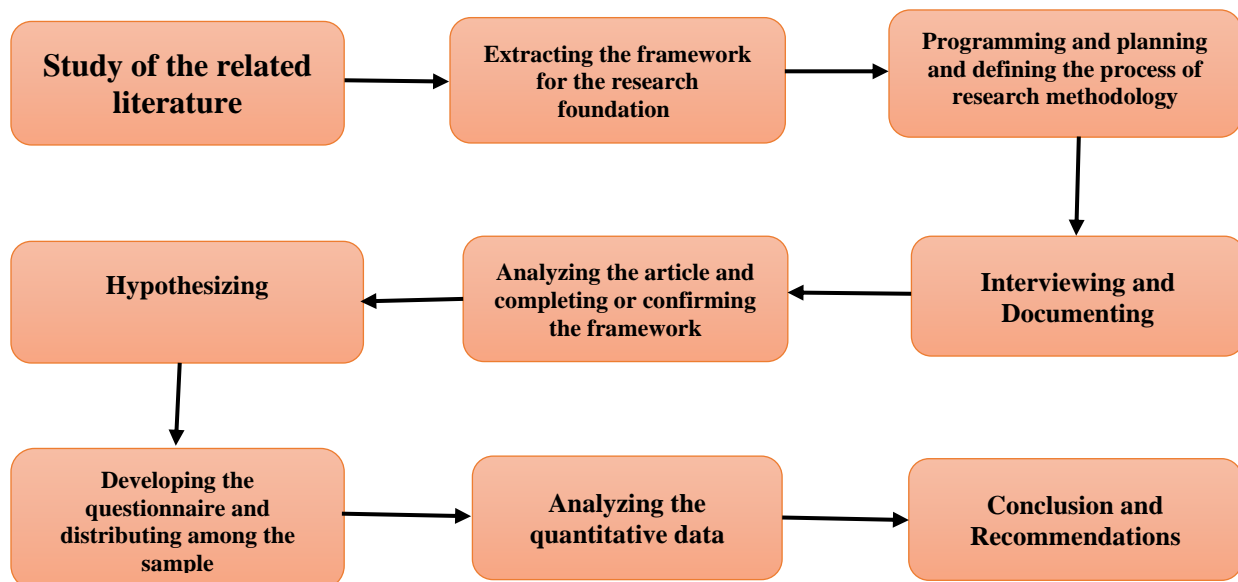 Study of the related
literature
Extracting the framework
for the research
foundation
Programming and planning
and defining the process of
research methodology
Interviewing and
Documenting
Analyzing the article and
completing or confirming
the framework
Hypothesizing
Developing the
questionnaire and
distributing among the
sample
Analyzing the
quantitative data
Conclusion and
Recommendations